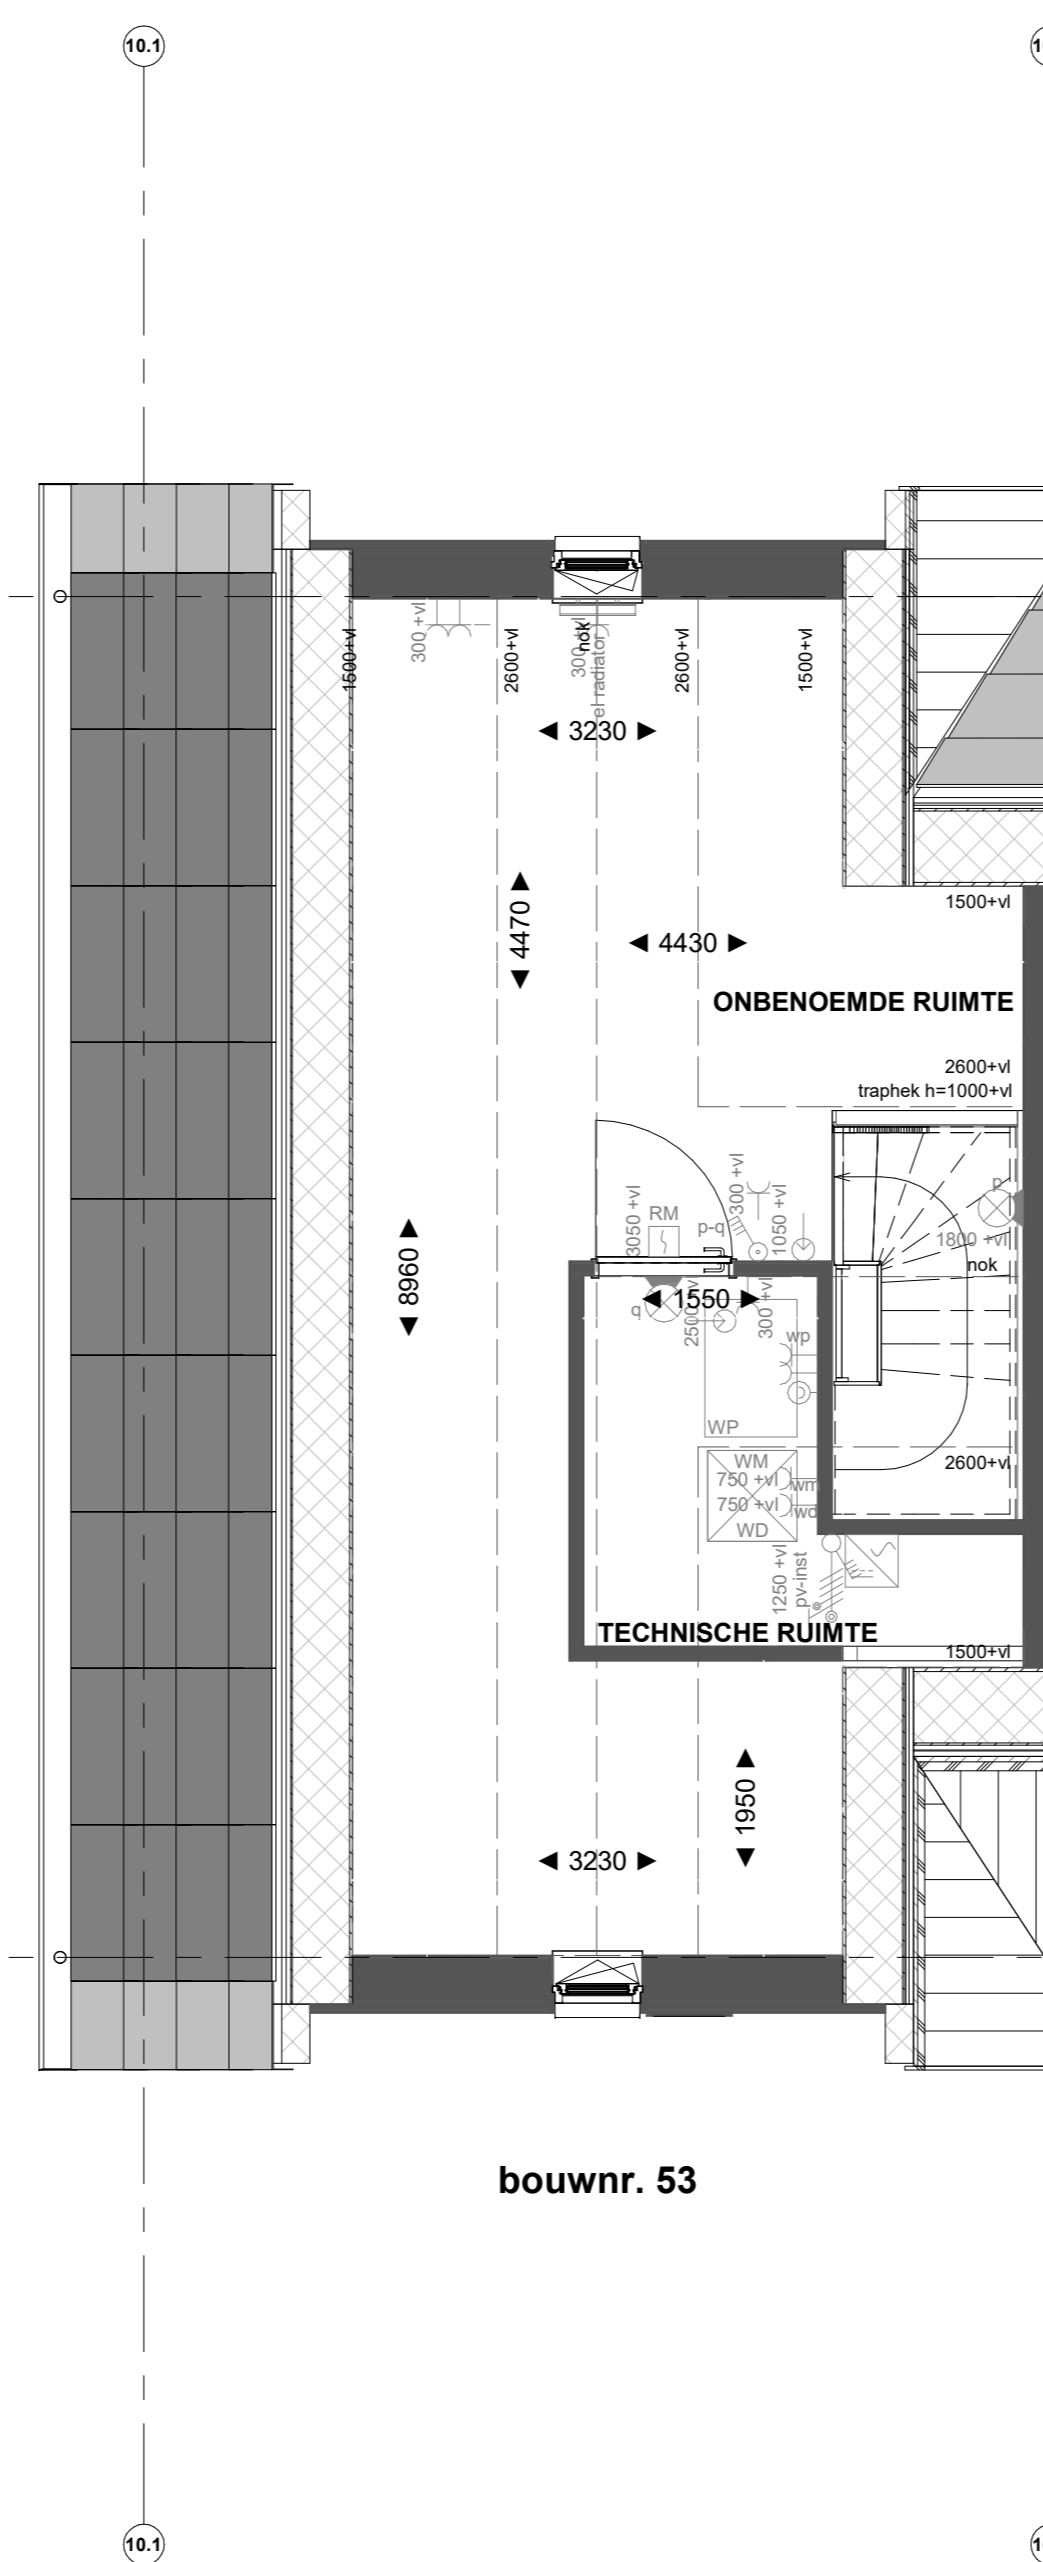 10.1
300 +vl
1500+vl
2600+vl
300 +vl
nok
el radiator
2600+vl
1500+vl
3230
1500+vl
4470
4430
ONBENOEMDE RUIMTE
2600+vl
traphek h=1000+vl
3050 +vl
RM
p-q
300 +vl
1050 +vl
p
1800 +vl
nok
8960
q
1550
2500 +vl
300 +vl
wp
WP
2600+vl
WM
750 +vl
wm
750 +vl
wd
WD
1250 +vl
pv-inst
TECHNISCHE RUIMTE
1500+vl
1950
3230
bouwnr. 53
10.1